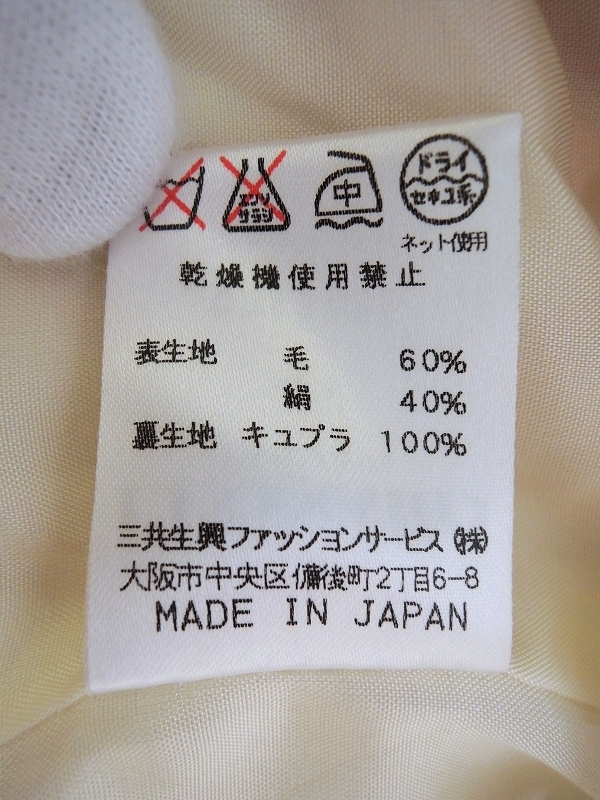 エンソ
サラシ
中
ドライ
セキユ系
ネット使用
乾燥機使用禁止
表生地 毛 60%
絹 40%
裏生地 キュプラ 100%
三共生興ファッションサービス(株)
大阪市中央区備後町2丁目6-8
MADE IN JAPAN